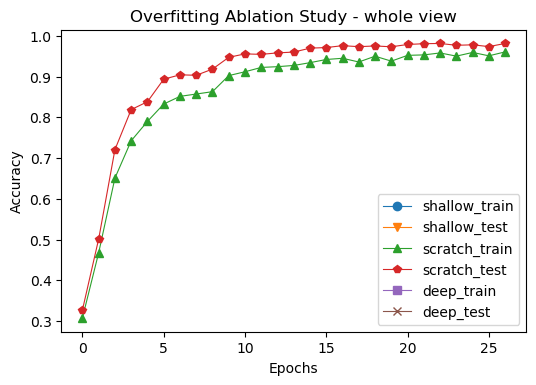 Overfitting Ablation Study - whole view
Accuracy
1.0
0.9
0.8
0.7
0.6
0.5
0.4
0.3
0
5
10
15
20
25
Epochs
shallow_train
shallow_test
scratch_train
scratch_test
deep_train
deep_test